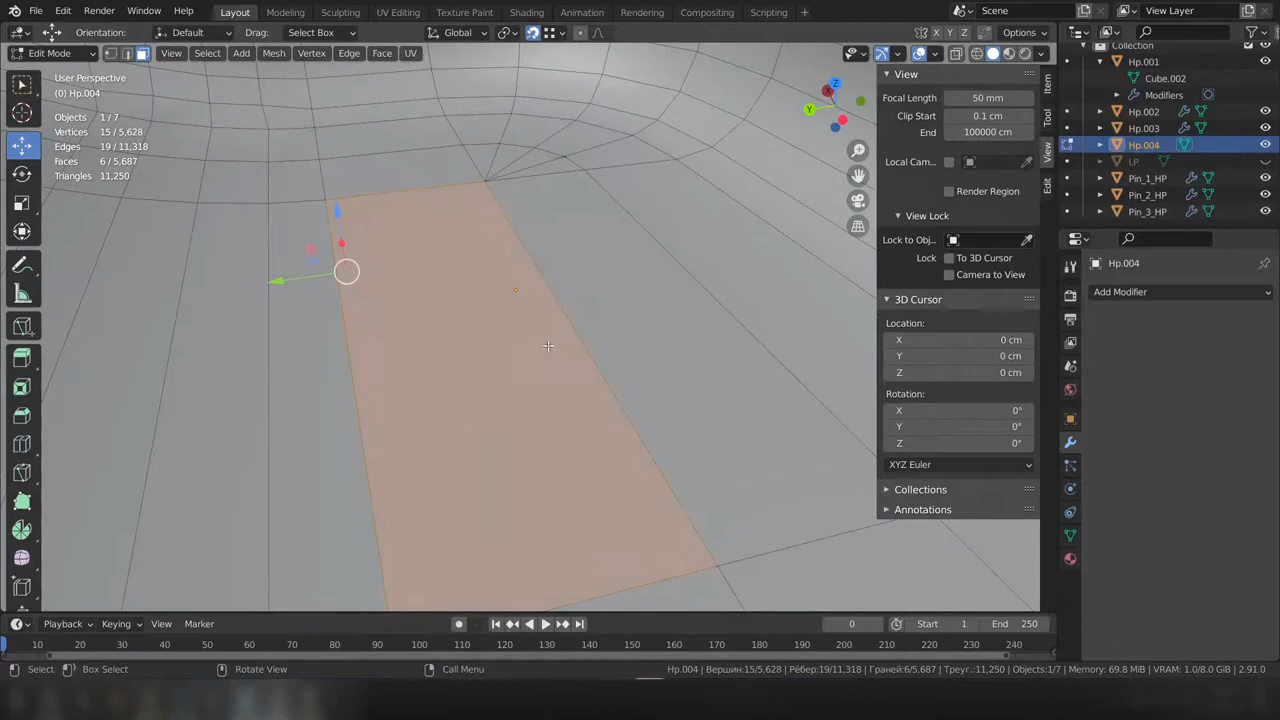 File Edit Render Window Help Layout Modeling Sculpting UV Editing Texture Paint Shading Animation Rendering Compositing Scripting + Scene View Layer
Orientation: Default Drag: Select Box Global X Y Z Options
Edit Mode View Select Add Mesh Vertex Edge Face UV
User Perspective
(0) Hp.004
Objects 1/7
Vertices 15/5,628
Edges 19/11,318
Faces 6/5,687
Triangles 11,250
Z
Y
View
Focal Length 50 mm
Clip Start 0.1 cm
End 100000 cm
Local Cam...
Render Region
View Lock
Lock to Obj...
Lock To 3D Cursor
Camera to View
3D Cursor
Location:
X 0 cm
Y 0 cm
Z 0 cm
Rotation:
X 0°
Y 0°
Z 0°
XYZ Euler
Collections
Annotations
Item
Tool
View
Edit
Collection
Hp.001
Cube.002
Modifiers
Hp.002
Hp.003
Hp.004
LP
Pin_1_HP
Pin_2_HP
Pin_3_HP
Hp.004
Add Modifier
Playback Keying View Marker 0 Start 1 End 250
0 10 20 30 40 50 60 70 80 90 100 110 120 130 140 150 160 170 180 190 200 210 220 230 240
Select Box Select Rotate View Call Menu Hp.004 | Вершин:15/5,628 | Рёбер:19/11,318 | Граней:6/5,687 | Треуг.:11,250 | Objects:1/7 | Memory: 69.8 MiB | VRAM: 1.0/8.0 GiB | 2.91.0